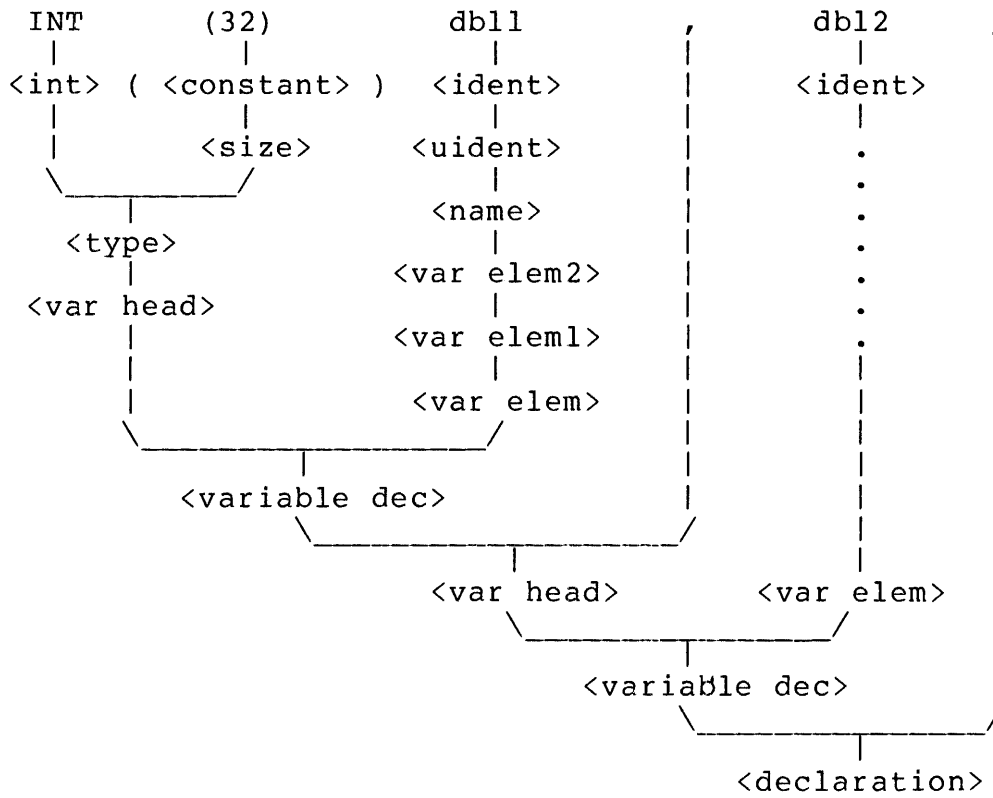 INT (32) dbl1 , dbl2
<int> ( <constant> ) <ident> <ident>
<size> <uident>
<name>
<type>
<var elem2>
<var head>
<var elem1>
<var elem>
<variable dec>
<var head> <var elem>
<variable dec>
<declaration>